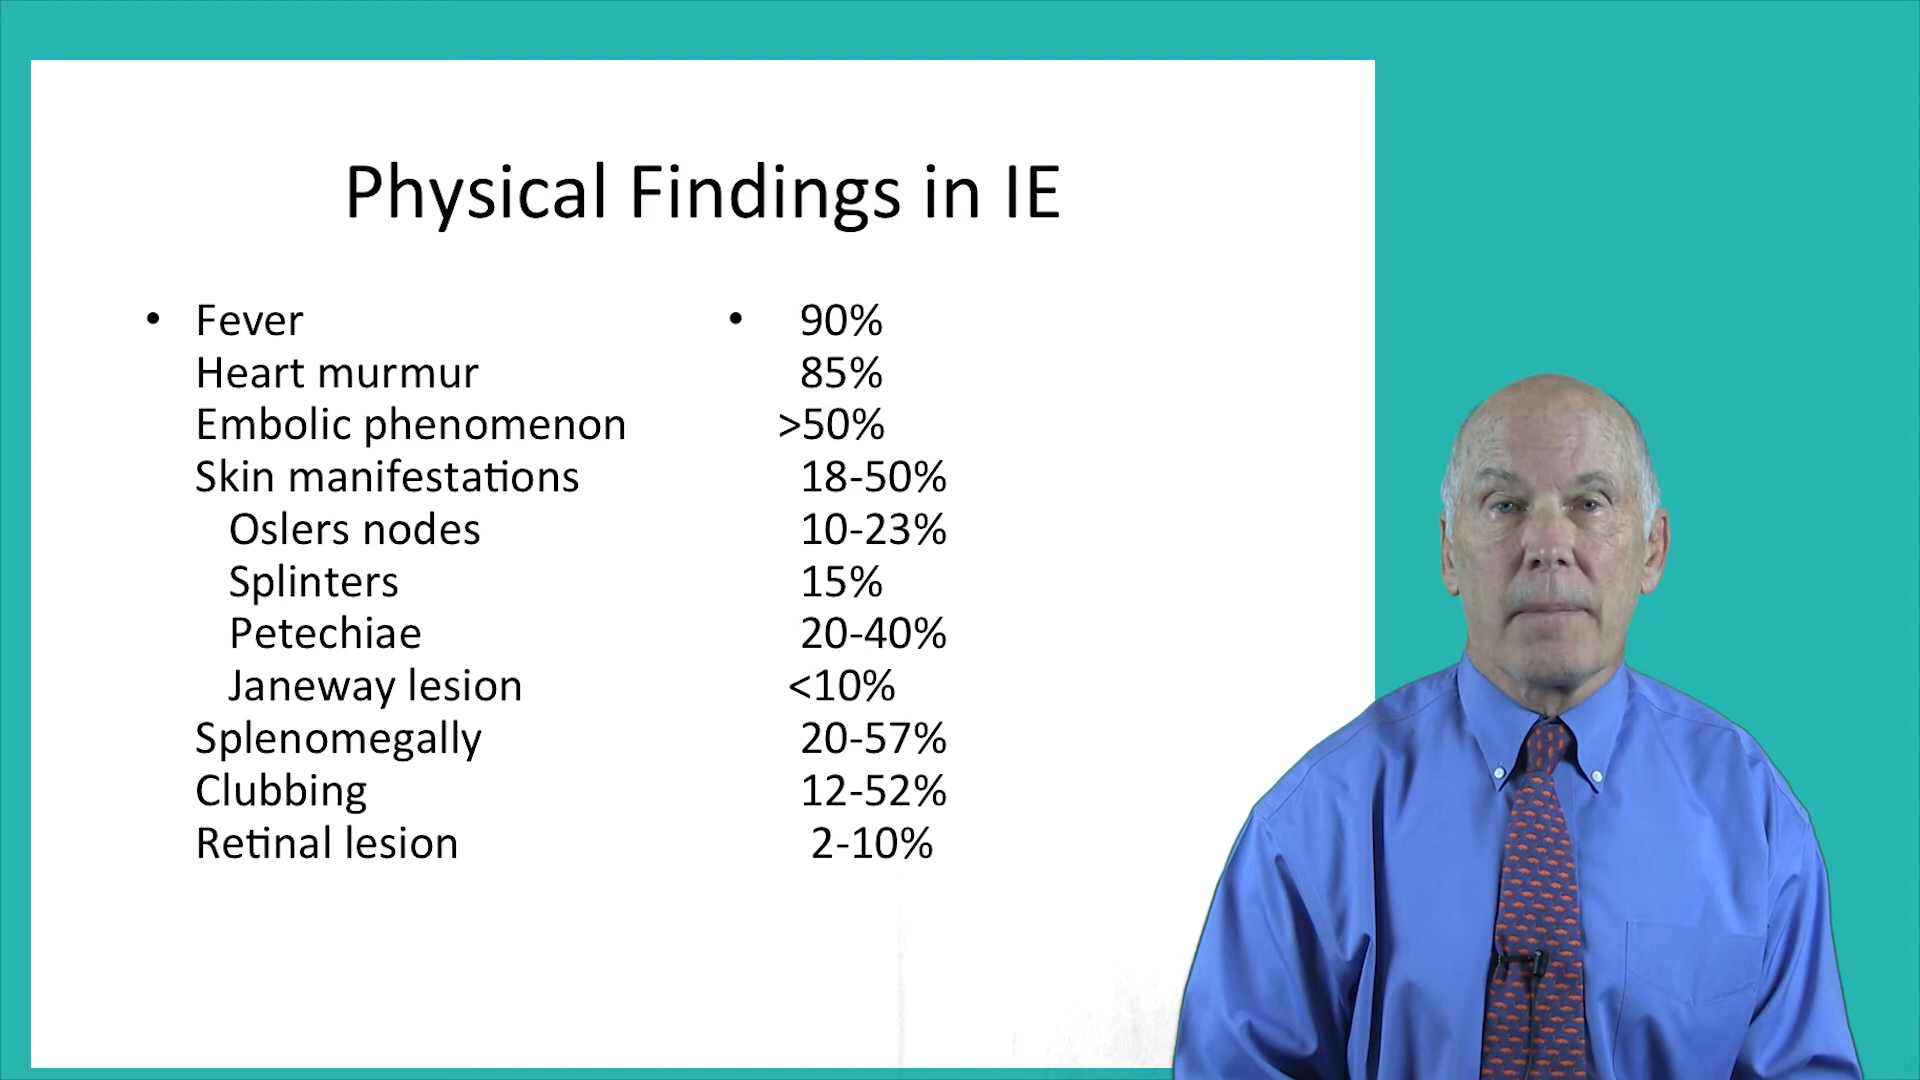 Physical Findings in IE
• Fever • 90%
Heart murmur 85%
Embolic phenomenon >50%
Skin manifestations 18-50%
Oslers nodes 10-23%
Splinters 15%
Petechiae 20-40%
Janeway lesion <10%
Splenomegally 20-57%
Clubbing 12-52%
Retinal lesion 2-10%